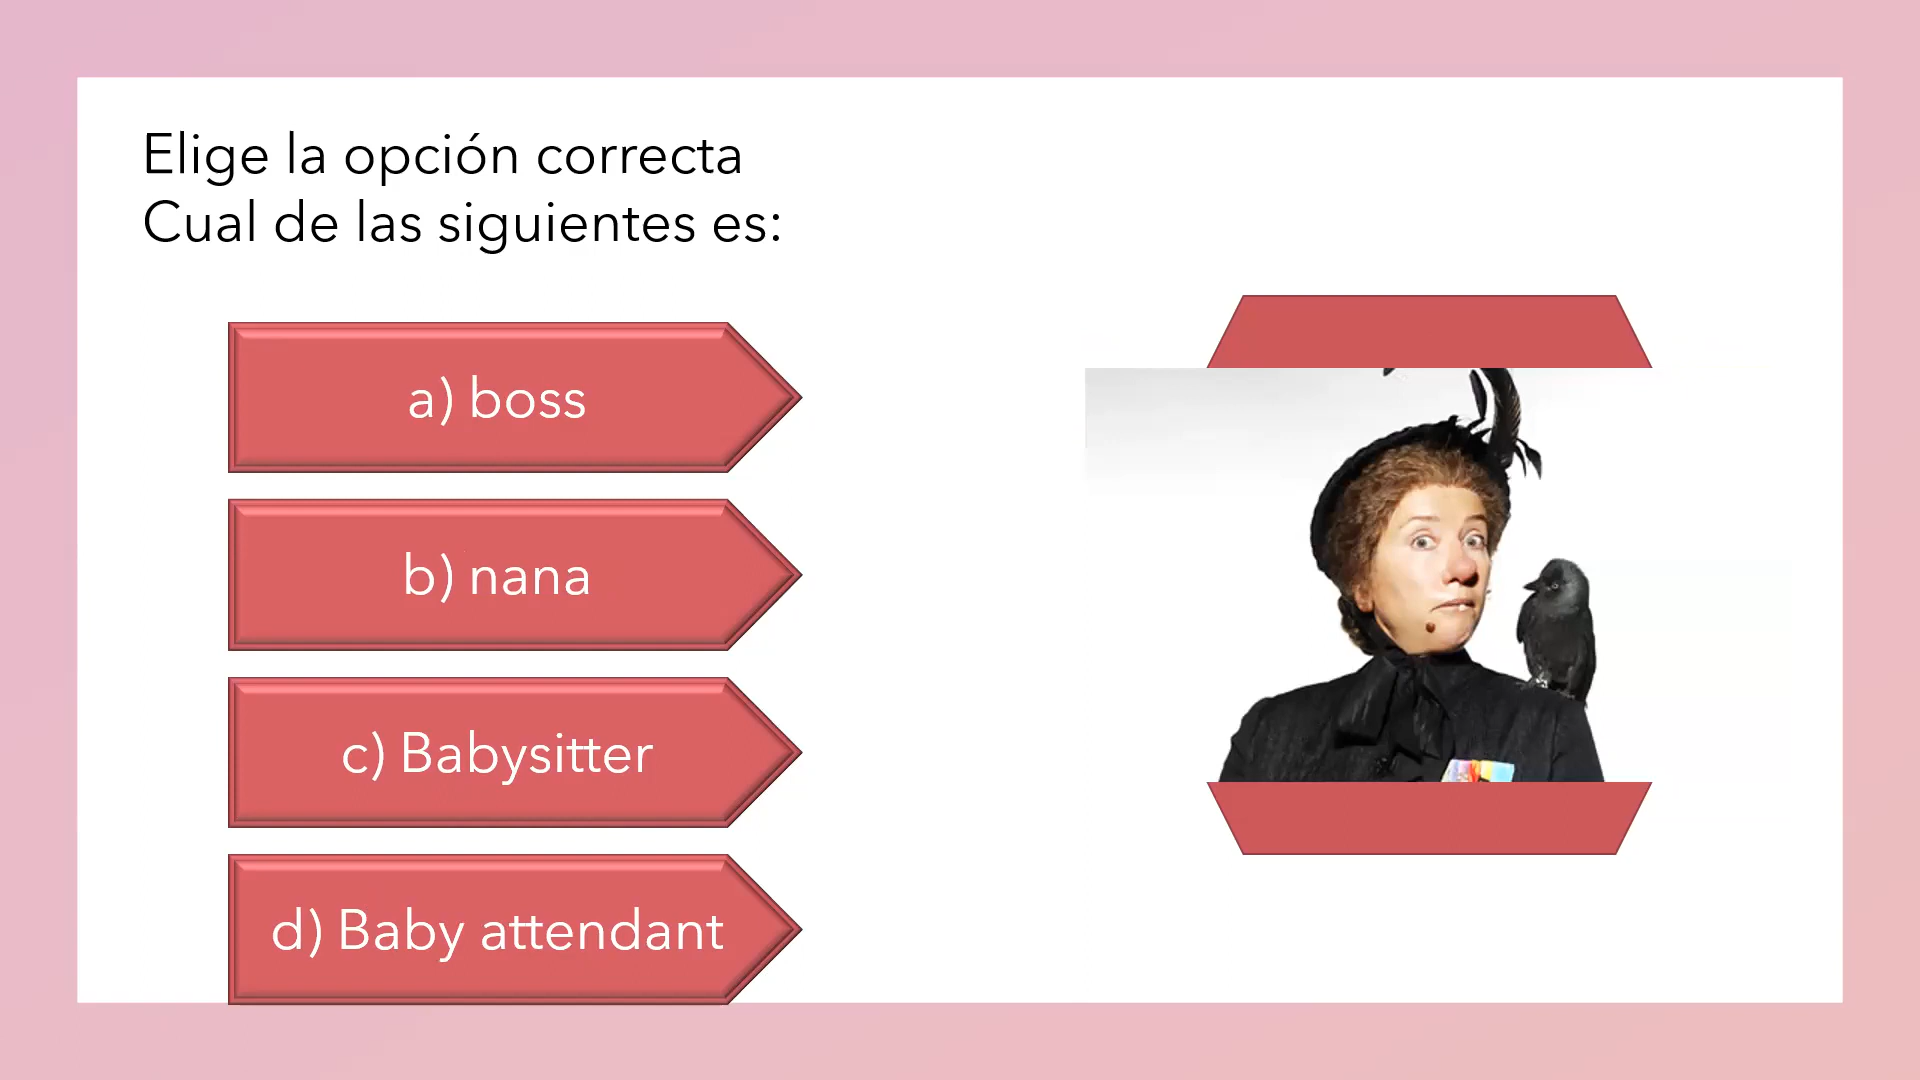 Elige la opción correcta
Cual de las siguientes es:
a) boss
b) nana
c) Babysitter
d) Baby attendant